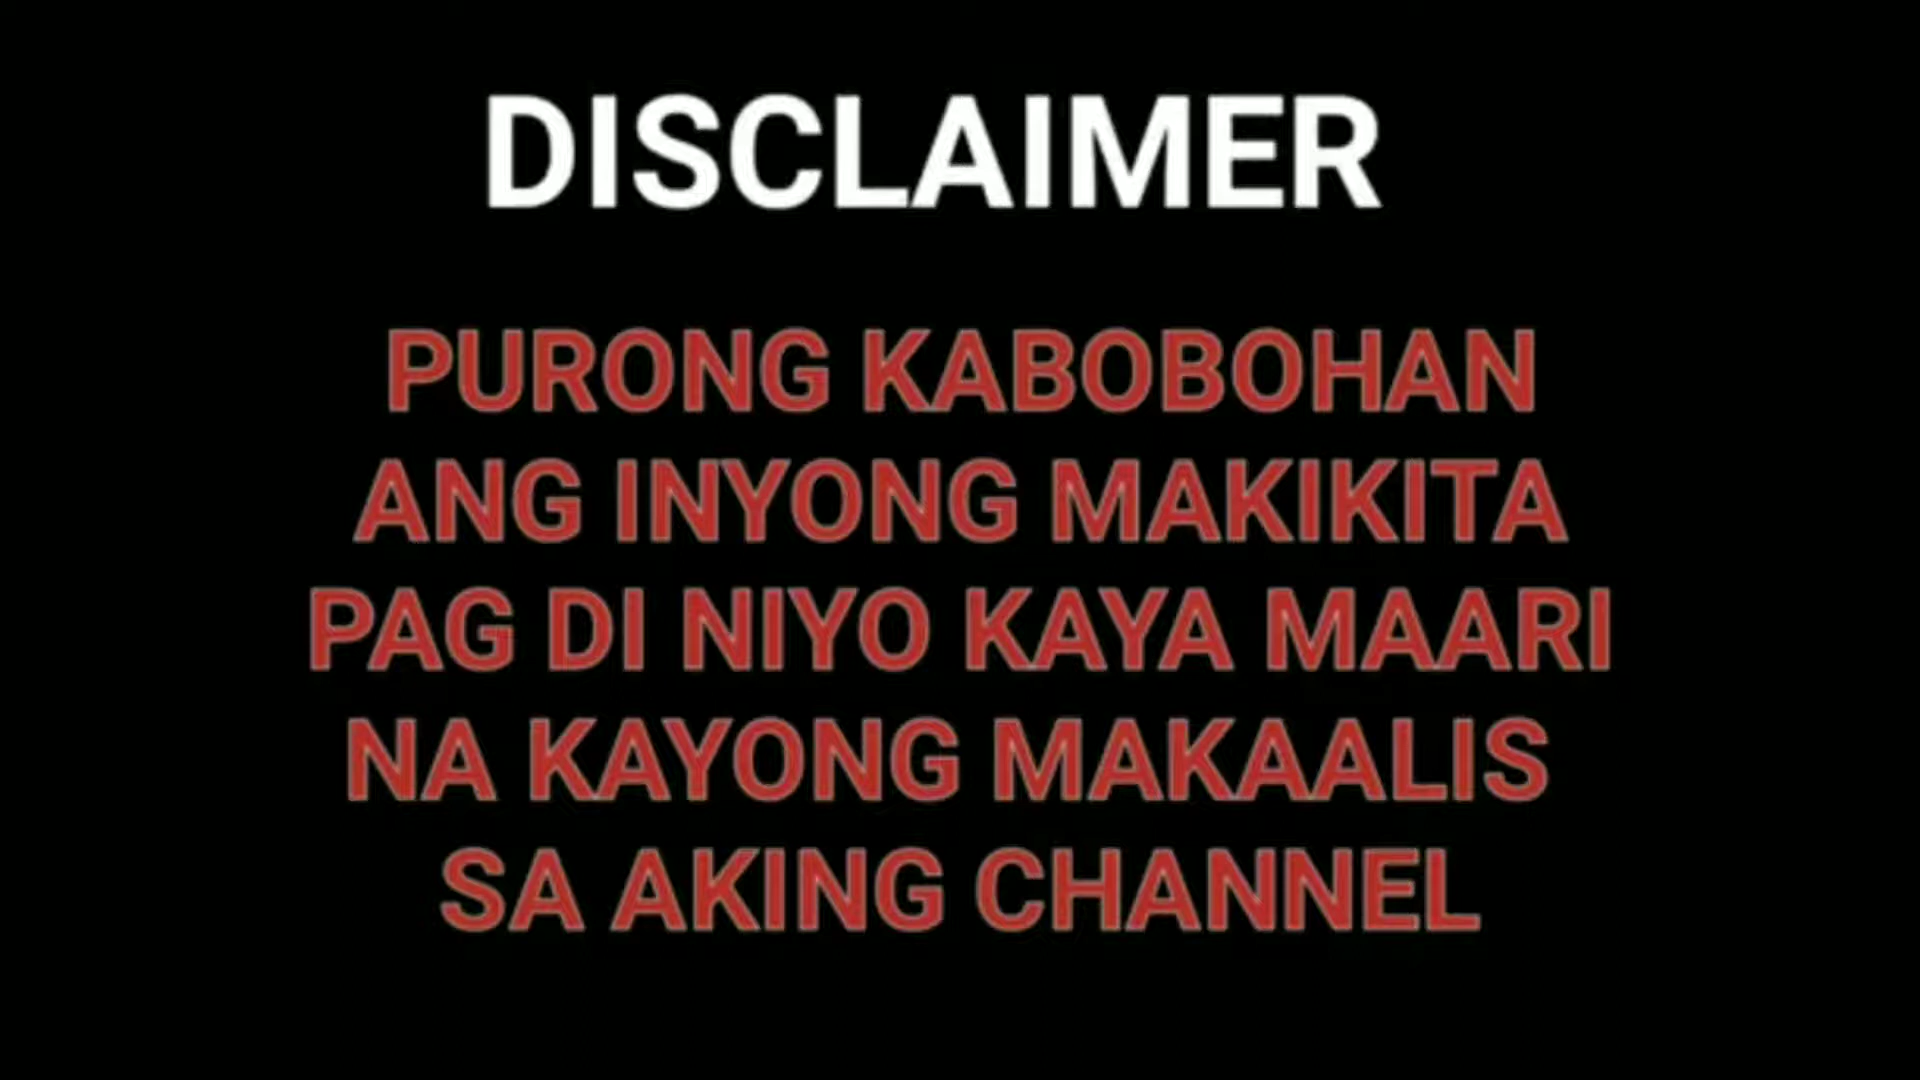 DISCLAIMER
PURONG KABOBOHAN
ANG INYONG MAKIKITA
PAG DI NIYO KAYA MAARI
NA KAYONG MAKAALIS
SA AKING CHANNEL